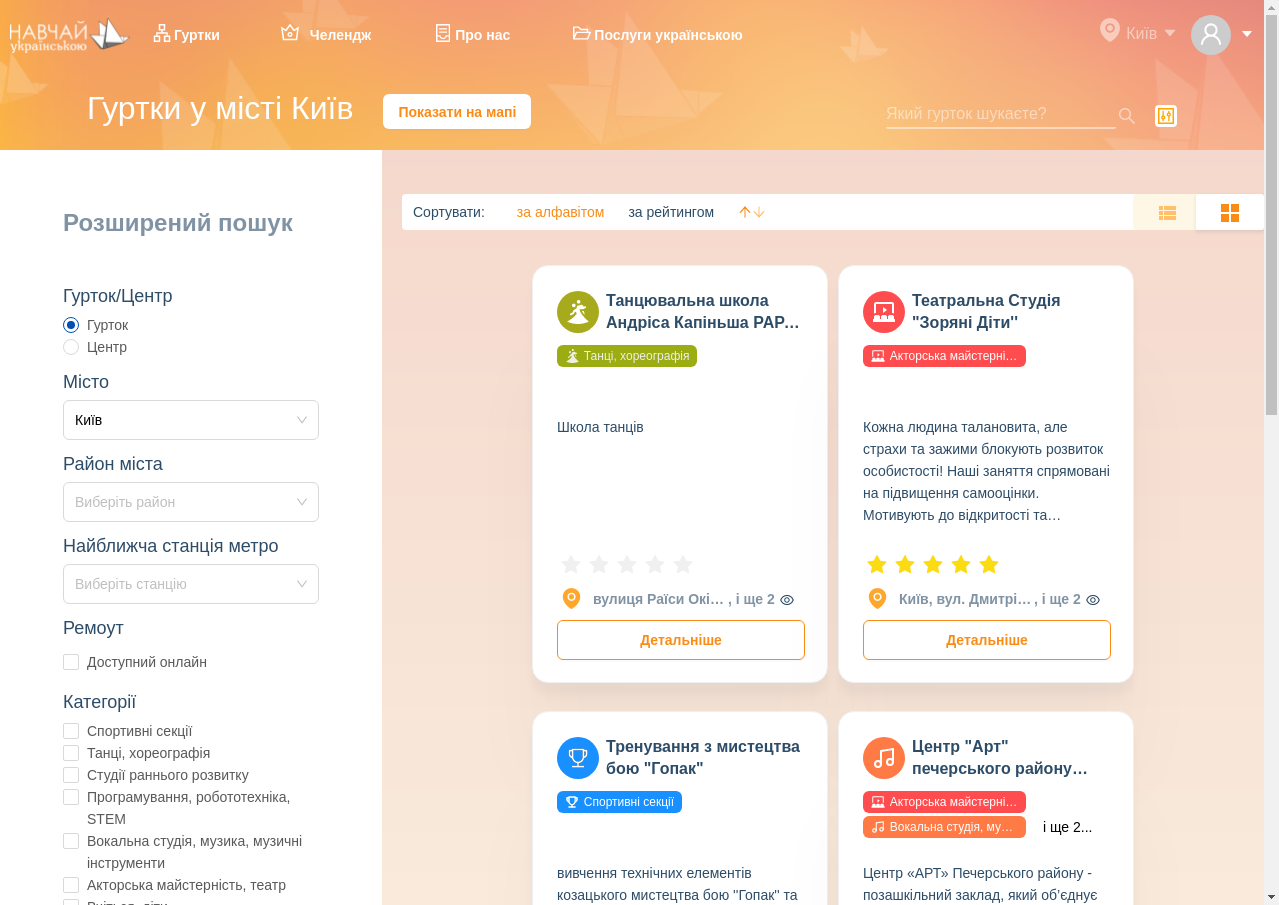 НАВЧАЙ
українською
Гуртки
Челендж
Про нас
Послуги українською
Київ
Гуртки у місті Київ
Показати на мапі
Який гурток шукаєте?
Розширений пошук
Гурток/Центр
Гурток
Центр
Місто
Київ
Район міста
Виберіть район
Найближча станція метро
Виберіть станцію
Ремоут
Доступний онлайн
Категорії
Спортивні секції
Танці, хореографія
Студії раннього розвитку
Програмування, робототехніка,
STEM
Вокальна студія, музика, музичні
інструменти
Акторська майстерність, театр
Сортувати:
за алфавітом
за рейтингом
Танцювальна школа
Андріса Капіньша PAP…
Танці, хореографія
Школа танців
вулиця Раїси Окі… , і ще 2
Детальніше
Театральна Студія
"Зоряні Діти''
Акторська майстерні…
Кожна людина талановита, але
страхи та зажими блокують розвиток
особистості! Наші заняття спрямовані
на підвищення самооцінки.
Мотивують до відкритості та…
Київ, вул. Дмитрі… , і ще 2
Детальніше
Тренування з мистецтва
бою "Гопак"
Спортивні секції
вивчення технічних елементів
козацького мистецтва бою "Гопак" та
Центр "Арт"
печерського району…
Акторська майстерні…
Вокальна студія, му…
і ще 2...
Центр «АРТ» Печерського району -
позашкільний заклад, який об'єднує